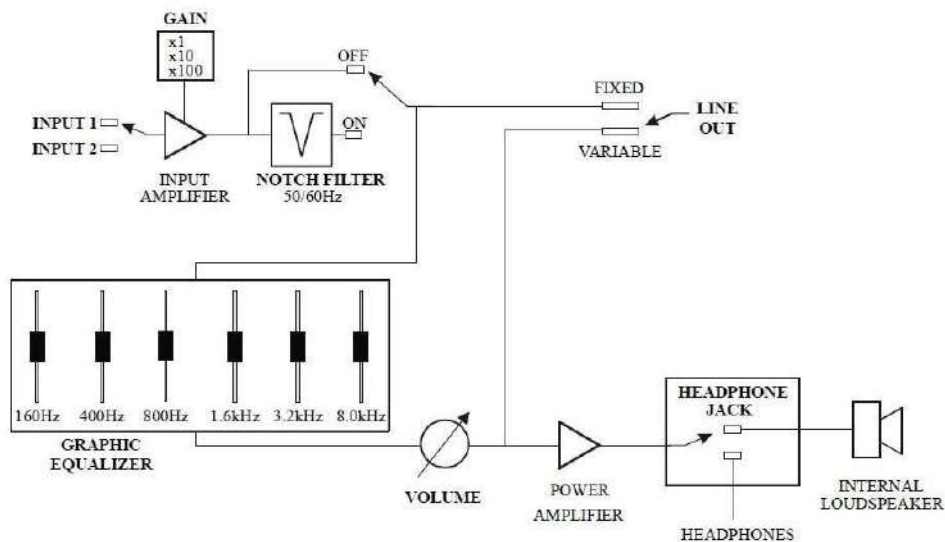 GAIN
x1
x10
x100
OFF
FIXED
INPUT 1
LINE
OUT
ON
INPUT 2
VARIABLE
INPUT
AMPLIFIER
NOTCH FILTER
50/60Hz
160Hz 400Hz 800Hz 1.6kHz 3.2kHz 8.0kHz
GRAPHIC
EQUALIZER
VOLUME
POWER
AMPLIFIER
HEADPHONE
JACK
HEADPHONES
INTERNAL
LOUDSPEAKER